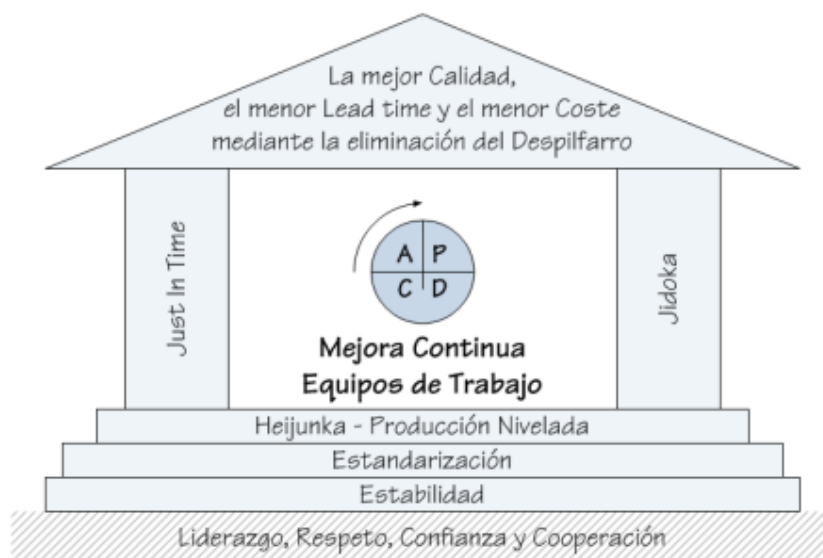 La mejor Calidad,
el menor Lead time y el menor Coste
mediante la eliminación del Despilfarro
Just In Time
A P
C D
Jidoka
Mejora Continua
Equipos de Trabajo
Heijunka - Producción Nivelada
Estandarización
Estabilidad
Liderazgo, Respeto, Confianza y Cooperación